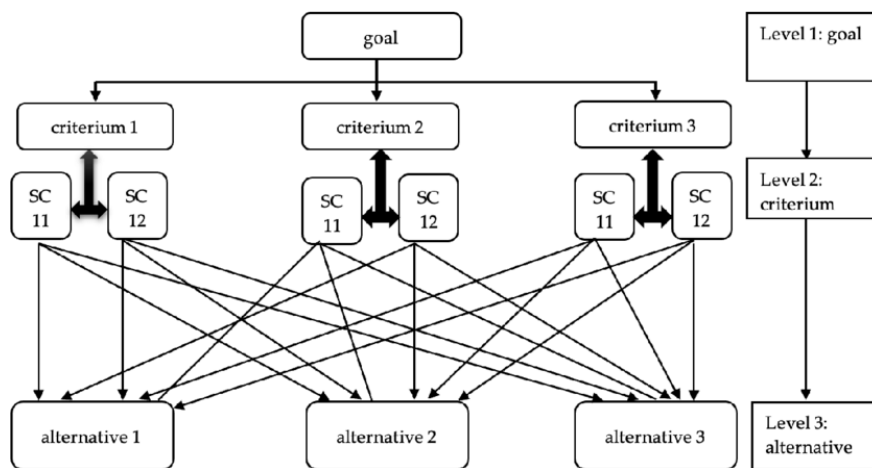 goal
Level 1: goal
criterium 1
criterium 2
criterium 3
SC
11
SC
12
SC
11
SC
12
SC
11
SC
12
Level 2:
criterium
alternative 1
alternative 2
alternative 3
Level 3:
alternative